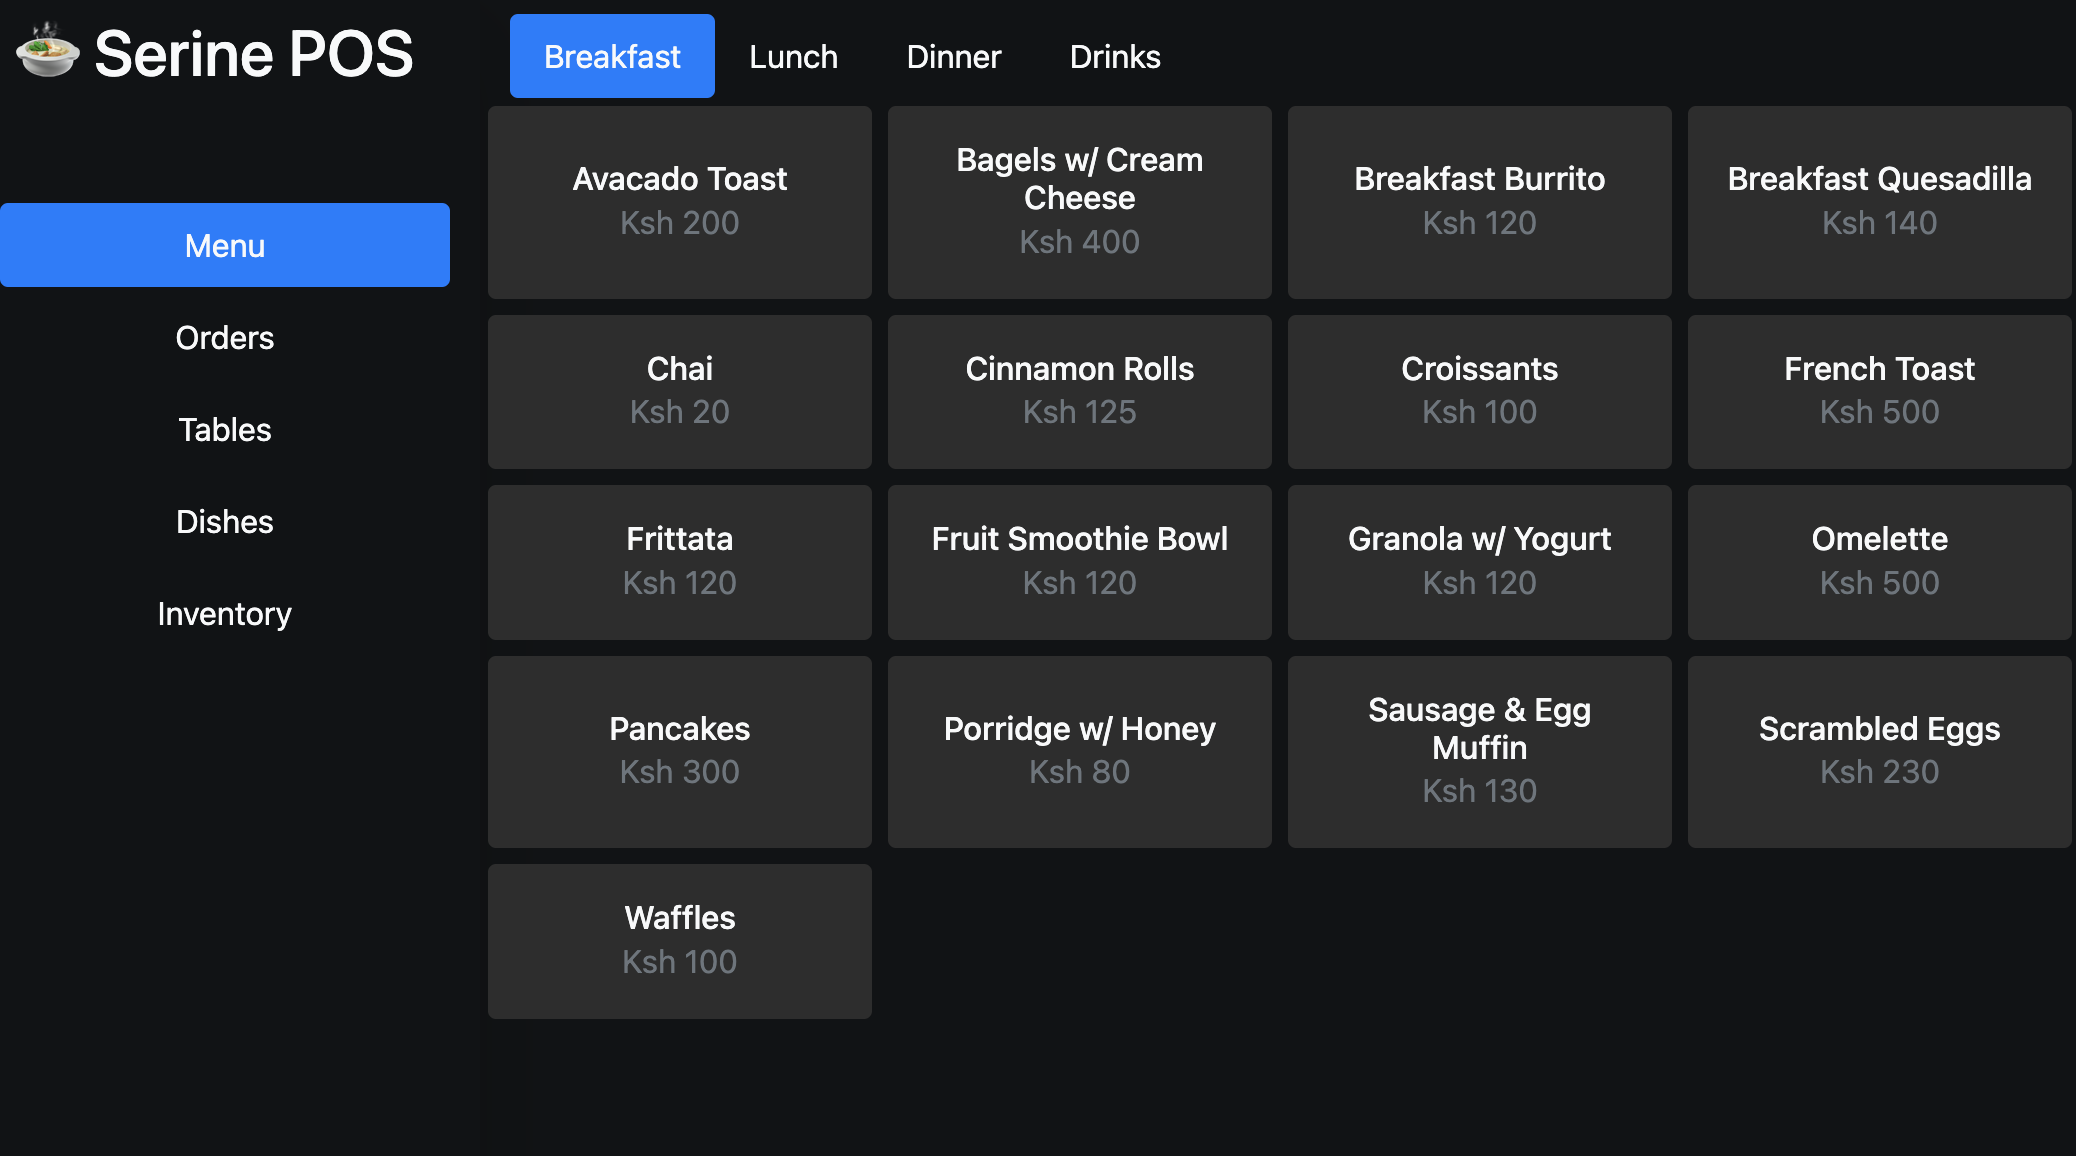 Serine POS
Breakfast
Lunch
Dinner
Drinks
Menu
Orders
Tables
Dishes
Inventory
Avacado Toast
Ksh 200
Bagels w/ Cream
Cheese
Ksh 400
Breakfast Burrito
Ksh 120
Breakfast Quesadilla
Ksh 140
Chai
Ksh 20
Cinnamon Rolls
Ksh 125
Croissants
Ksh 100
French Toast
Ksh 500
Frittata
Ksh 120
Fruit Smoothie Bowl
Ksh 120
Granola w/ Yogurt
Ksh 120
Omelette
Ksh 500
Pancakes
Ksh 300
Porridge w/ Honey
Ksh 80
Sausage & Egg
Muffin
Ksh 130
Scrambled Eggs
Ksh 230
Waffles
Ksh 100